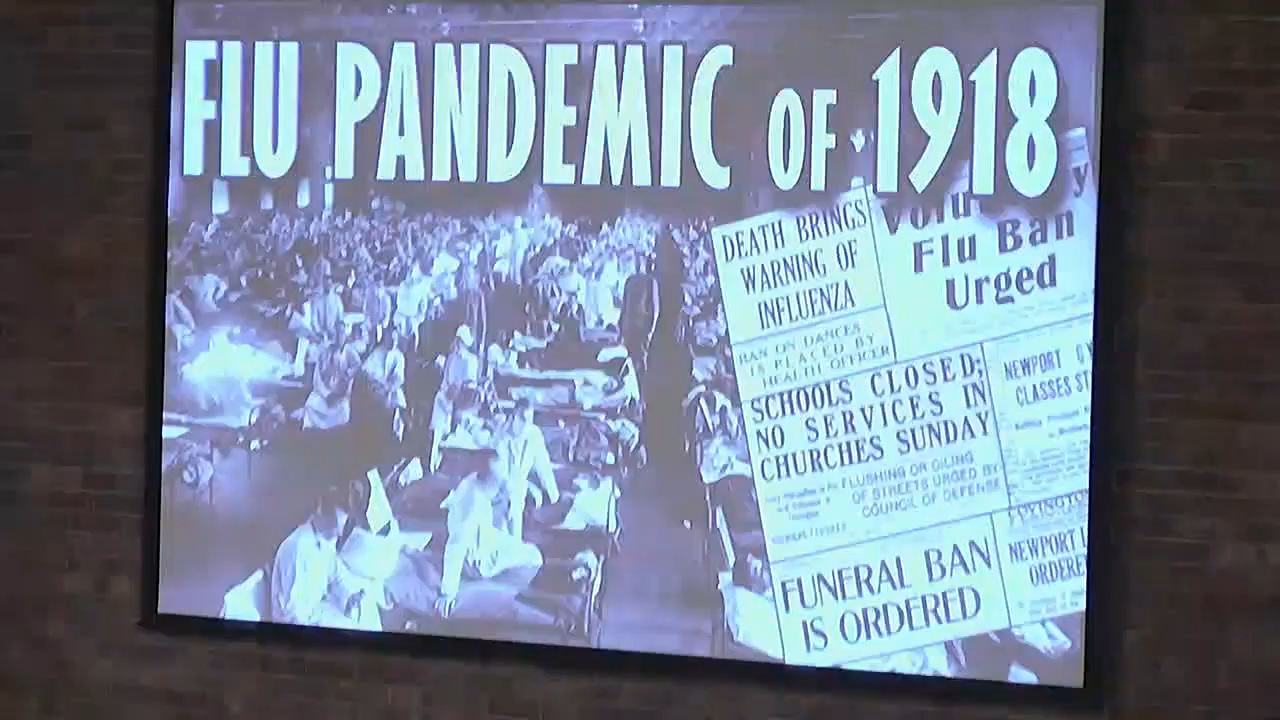 FLU PANDEMIC OF 1918
DEATH BRINGS
WARNING OF
INFLUENZA
Flu Ban
Urged
BAN ON DANCES
IS PLACED BY
HEALTH OFFICER
SCHOOLS CLOSED;
NO SERVICES IN
CHURCHES SUNDAY
FLUSHING OR OILING
OF STREETS URGED BY
COUNCIL OF DEFENSE
NEWPORT
CLASSES
FUNERAL BAN
IS ORDERED
NEWPORT
ORDERE